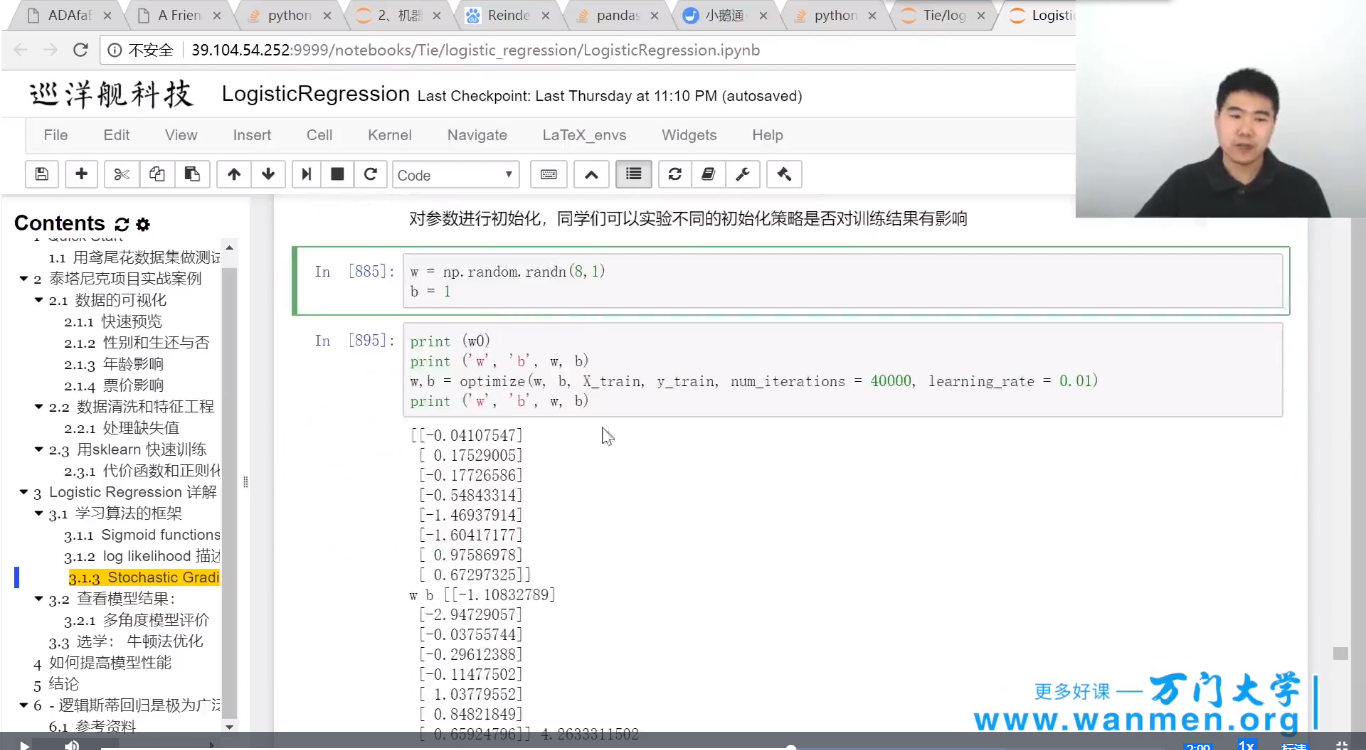 ADAfaB
A Frien
python
2、机器
Reinde
pandas
小鹅通
python
Tie/log
Logisti
不安全 39.104.54.252:9999/notebooks/Tie/logistic_regression/LogisticRegression.ipynb
巡洋舰科技 LogisticRegression Last Checkpoint: Last Thursday at 11:10 PM (autosaved)
File Edit View Insert Cell Kernel Navigate LaTeX_envs Widgets Help
Code
Contents
1 Quick Start
1.1 用鸢尾花数据集做测试
2 泰塔尼克项目实战案例
2.1 数据的可视化
2.1.1 快速预览
2.1.2 性别和生还与否
2.1.3 年龄影响
2.1.4 票价影响
2.2 数据清洗和特征工程
2.2.1 处理缺失值
2.3 用sklearn 快速训练
2.3.1 代价函数和正则化
3 Logistic Regression 详解
3.1 学习算法的框架
3.1.1 Sigmoid functions
3.1.2 log likelihood 描述
3.1.3 Stochastic Gradi
3.2 查看模型结果：
3.2.1 多角度模型评价
3.3 选学： 牛顿法优化
4 如何提高模型性能
5 结论
6 - 逻辑斯蒂回归是极为广泛
6.1 参考资料
对参数进行初始化，同学们可以实验不同的初始化策略是否对训练结果有影响
In [885]: w = np.random.randn(8,1)
b = 1
In [895]: print (w0)
print ('w', 'b', w, b)
w,b = optimize(w, b, X_train, y_train, num_iterations = 40000, learning_rate = 0.01)
print ('w', 'b', w, b)
[[-0.04107547]
[ 0.17529005]
[-0.17726586]
[-0.54843314]
[-1.46937914]
[-1.60417177]
[ 0.97586978]
[ 0.67297325]]
w b [[-1.10832789]
[-2.94729057]
[-0.03755744]
[-0.29612388]
[-0.11477502]
[ 1.03779552]
[ 0.84821849]
[ 0.65924796]] 4.2633311502
更多好课 — 万门大学
www.wanmen.org
2:00 1x 标清